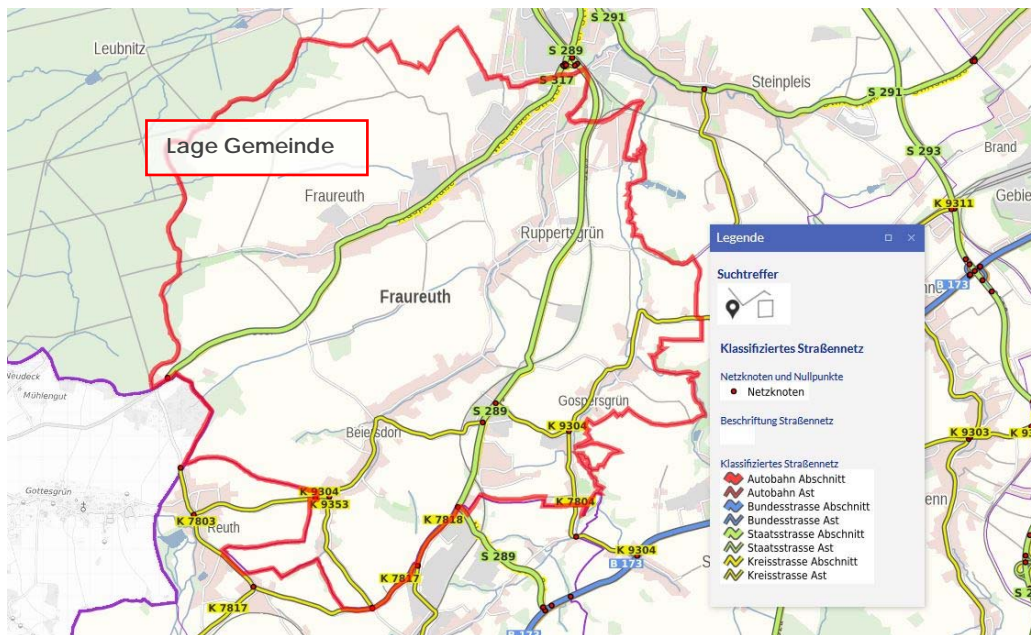 S 291
Leubnitz
S 289
S 317
Steinpleis
S 291
Lage Gemeinde
S 293
Brand
Fraureuth
K 9311
Ruppertsgrün
Legende
B 173
Suchtreffer
Fraureuth
Klassifiziertes Straßennetz
Netzknoten und Nullpunkte
Netzknoten
Neudeck
Mühlengut
Gospersgrün
S 289
Beschriftung Straßennetz
K 9304
Beiersdorf
K 9303
Klassifiziertes Straßennetz
Autobahn Abschnitt
Autobahn Ast
Bundesstrasse Abschnitt
Bundesstrasse Ast
Staatsstrasse Abschnitt
Staatsstrasse Ast
Kreisstrasse Abschnitt
Kreisstrasse Ast
Gottesgrün
K 9304
K 9353
K 7804
K 7803
Reuth
K 7818
K 9304
S 289
B 173
K 7817
K 7817
B 173